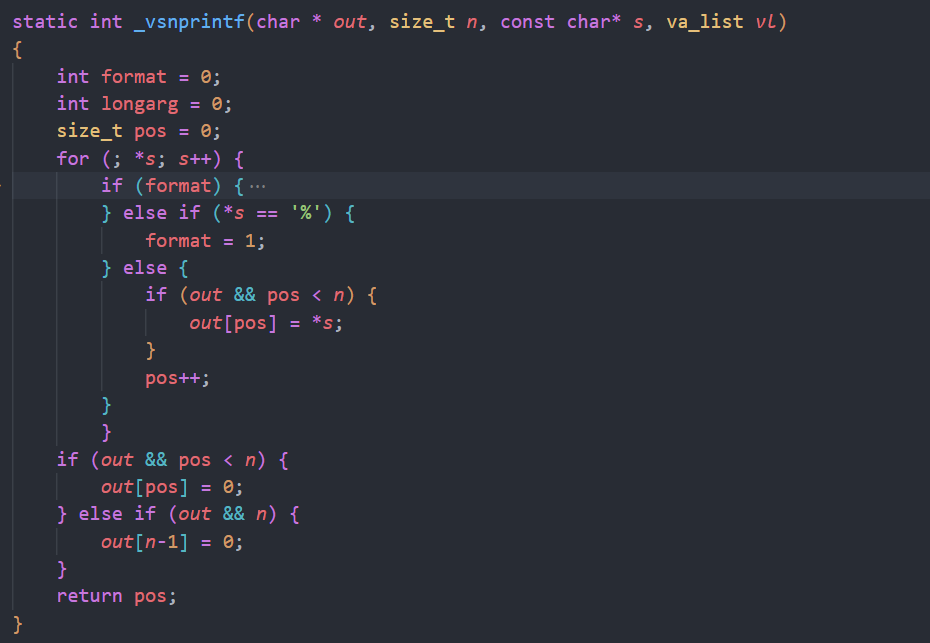 static int _vsnprintf(char * out, size_t n, const char* s, va_list vl)
{
    int format = 0;
    int longarg = 0;
    size_t pos = 0;
    for (; *s; s++) {
        if (format) {···
        } else if (*s == '%') {
            format = 1;
        } else {
            if (out && pos < n) {
                out[pos] = *s;
            }
            pos++;
        }
        }
    if (out && pos < n) {
        out[pos] = 0;
    } else if (out && n) {
        out[n-1] = 0;
    }
    return pos;
}